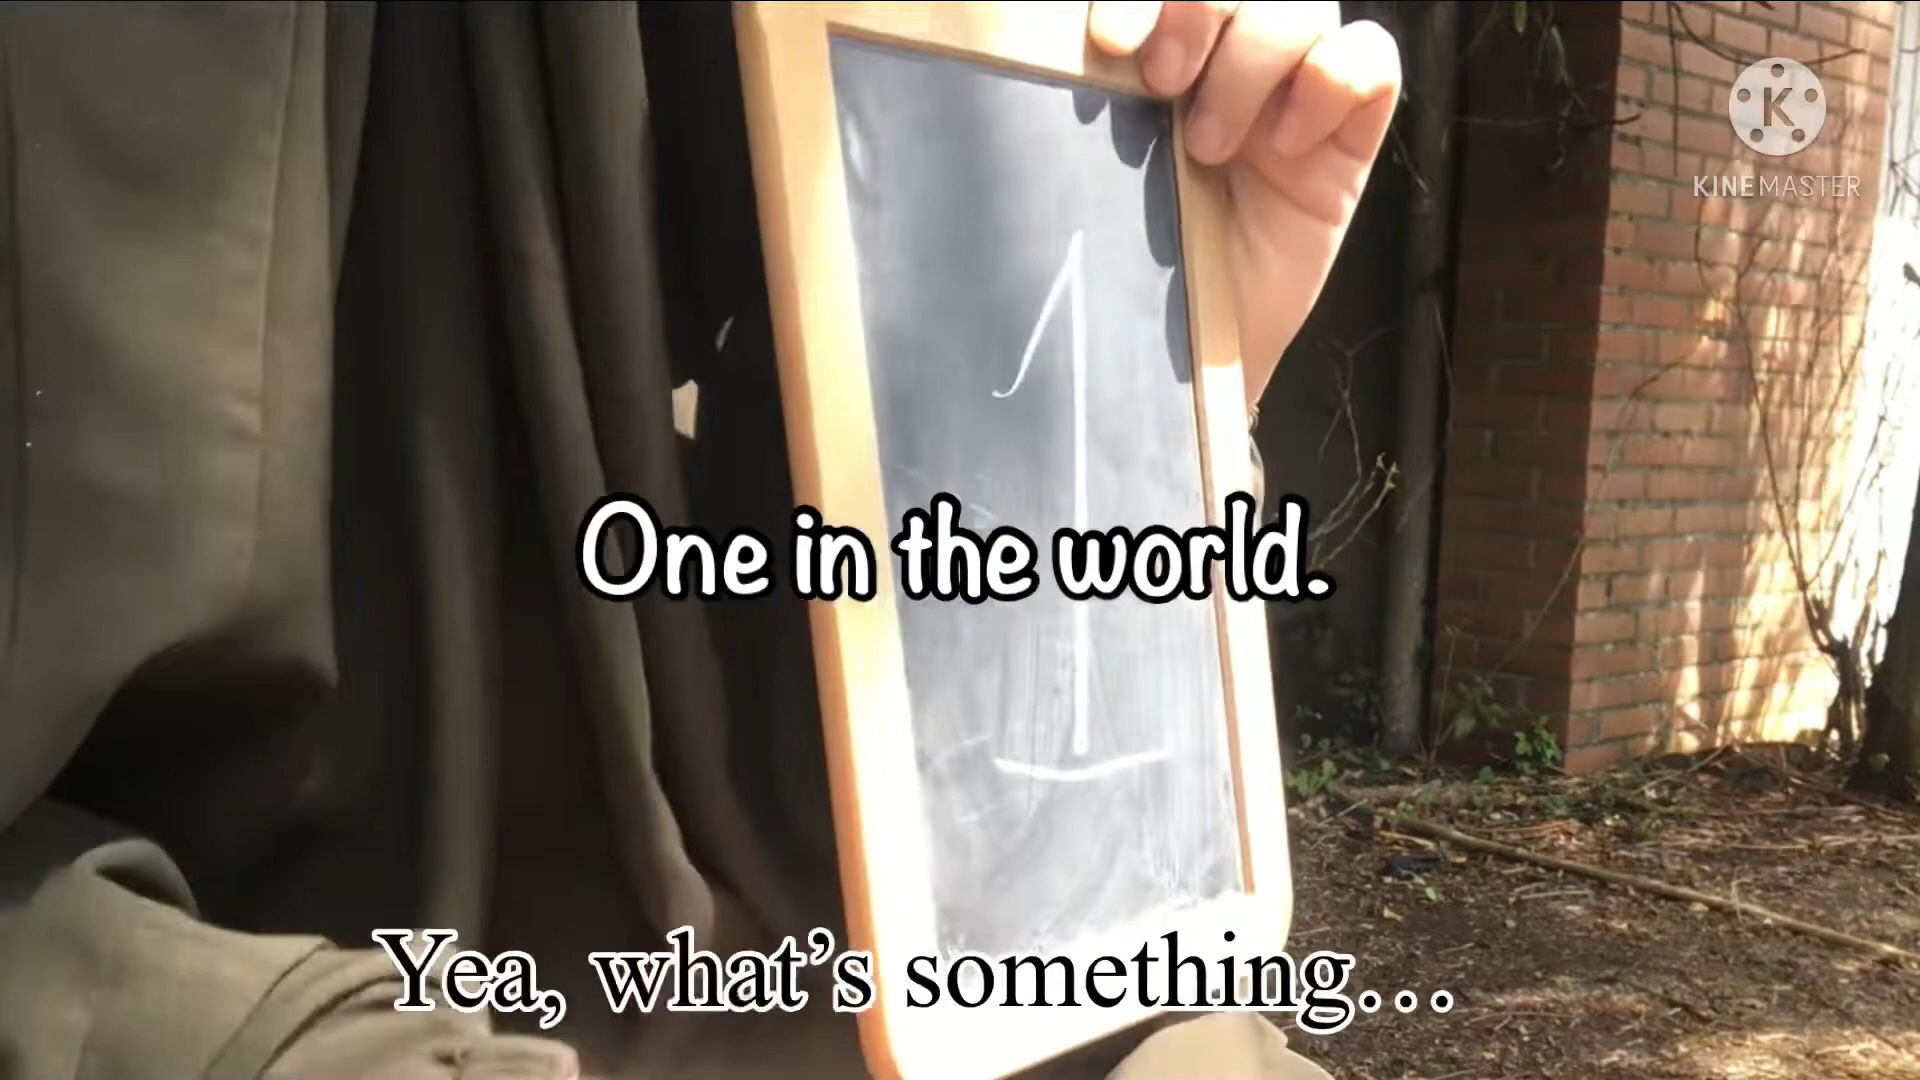 K
KINEMASTER
1
One in the world.
Yea, what's something...